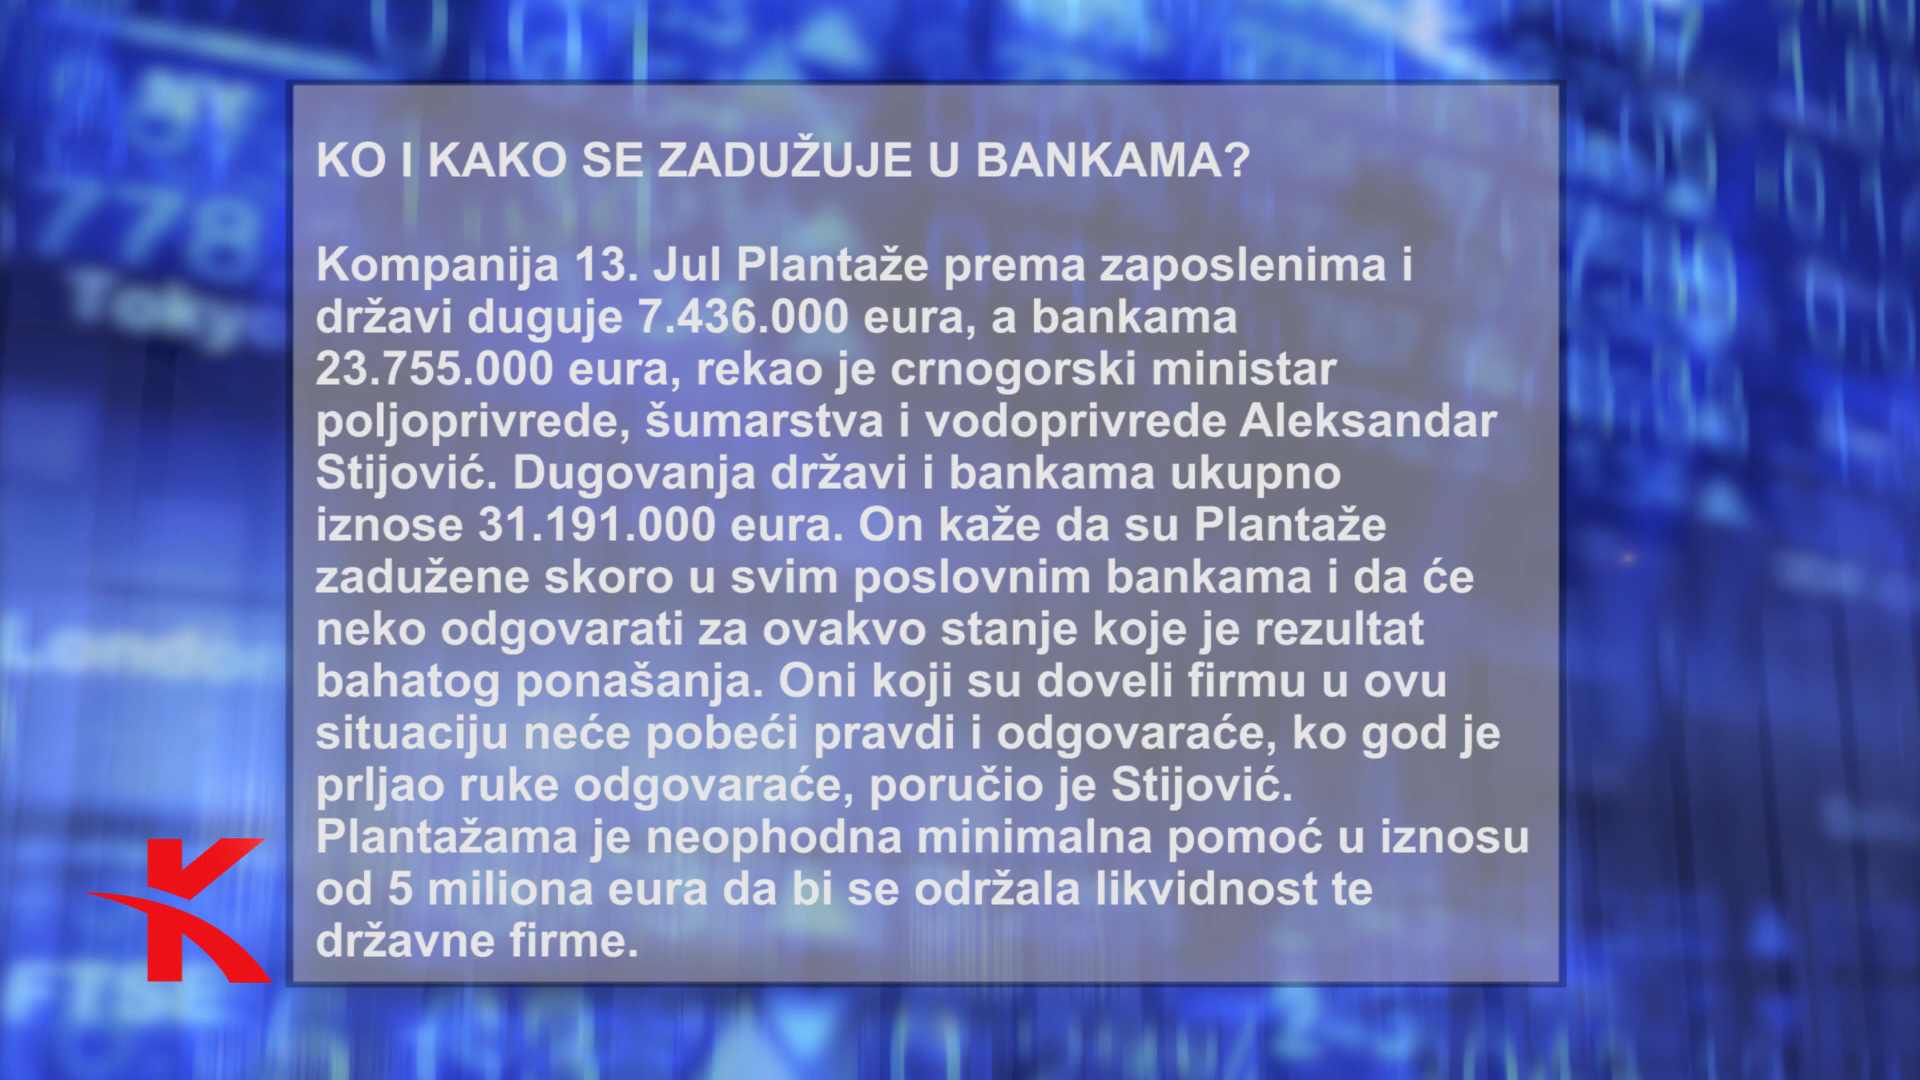 KO I KAKO SE ZADUŽUJE U BANKAMA?
Kompanija 13. Jul Plantaže prema zaposlenima i
državi duguje 7.436.000 eura, a bankama
23.755.000 eura, rekao je crnogorski ministar
poljoprivrede, šumarstva i vodoprivrede Aleksandar
Stijović. Dugovanja državi i bankama ukupno
iznose 31.191.000 eura. On kaže da su Plantaže
zadužene skoro u svim poslovnim bankama i da će
neko odgovarati za ovakvo stanje koje je rezultat
bahatog ponašanja. Oni koji su doveli firmu u ovu
situaciju neće pobeći pravdi i odgovaraće, ko god je
prljao ruke odgovaraće, poručio je Stijović.
Plantažama je neophodna minimalna pomoć u iznosu
od 5 miliona eura da bi se održala likvidnost te
državne firme.
NY
778
Tokyo
London
FTSE
K